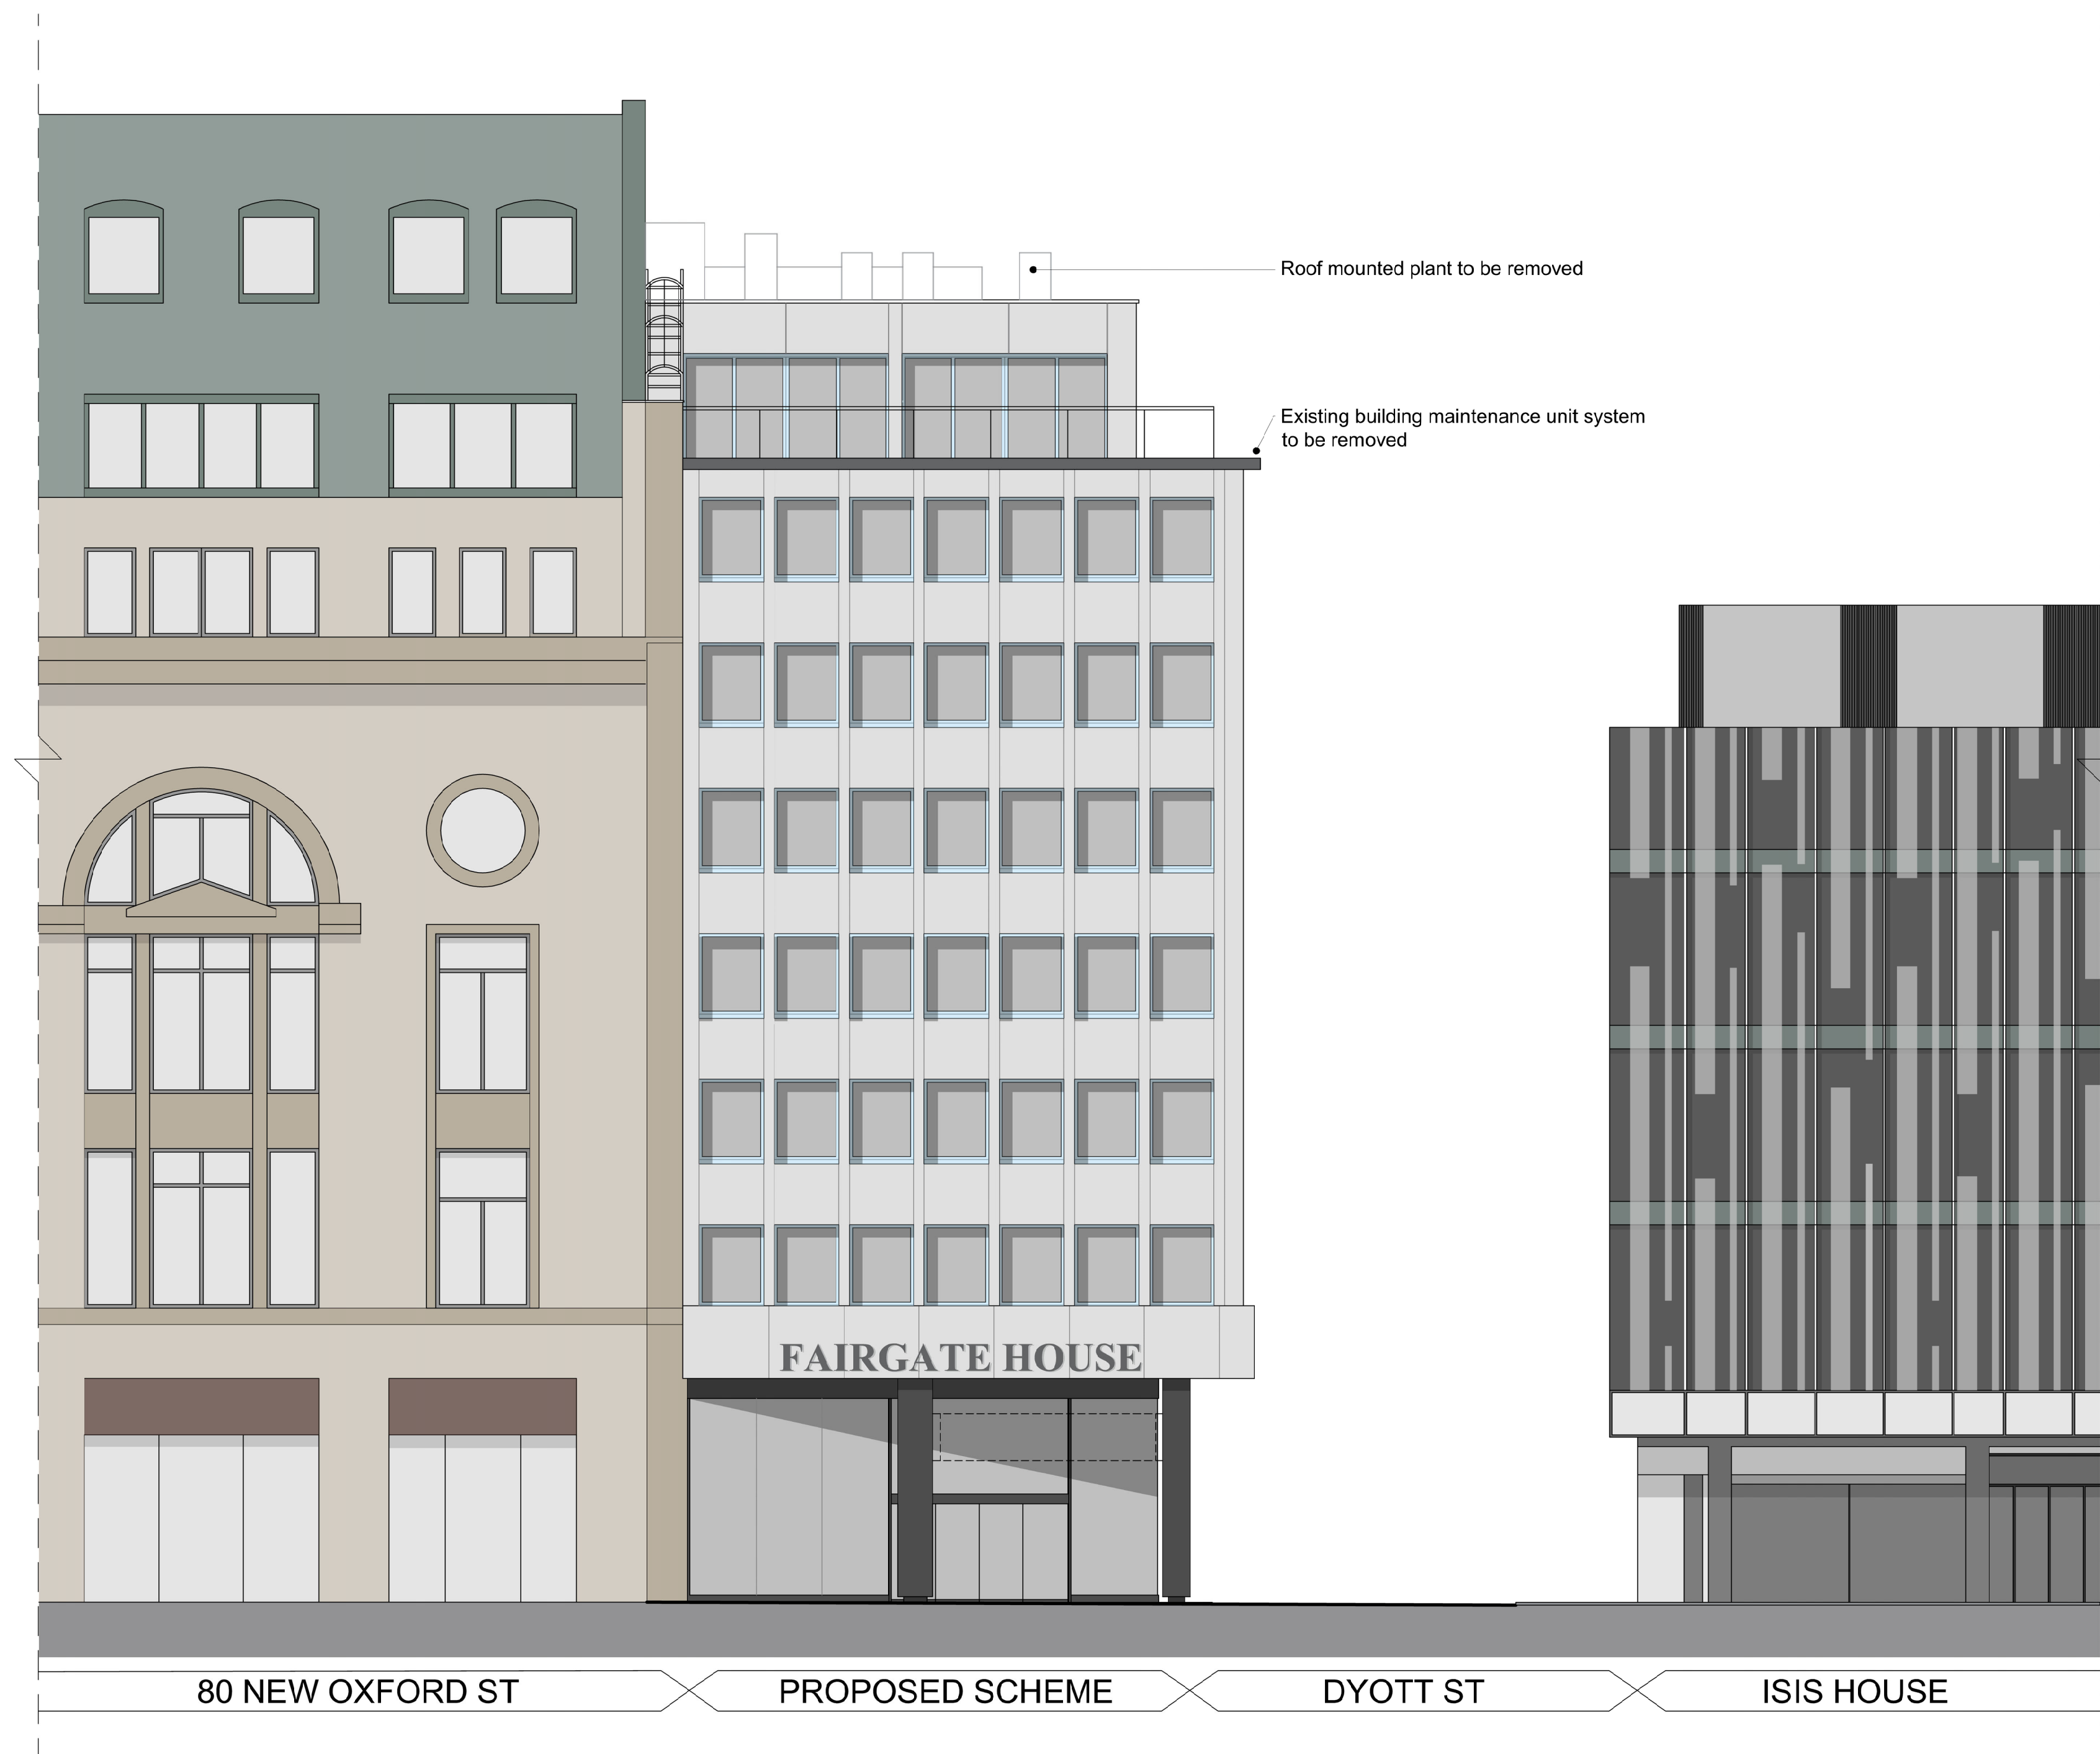 Roof mounted plant to be removed
Existing building maintenance unit system
to be removed
FAIRGATE HOUSE
80 NEW OXFORD ST
PROPOSED SCHEME
DYOTT ST
ISIS HOUSE